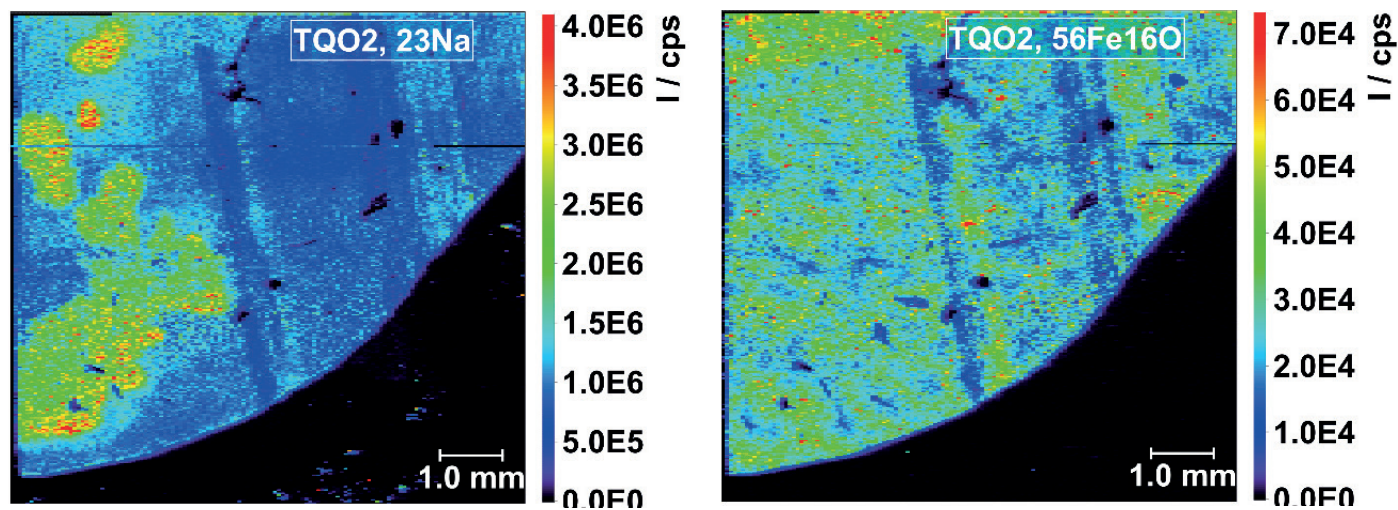 TQO2, 23Na
4.0E6
3.5E6
3.0E6
2.5E6
2.0E6
1.5E6
1.0E6
5.0E5
0.0E0
I / cps
1.0 mm
TQO2, 56Fe16O
7.0E4
6.0E4
5.0E4
4.0E4
3.0E4
2.0E4
1.0E4
0.0E0
I / cps
1.0 mm